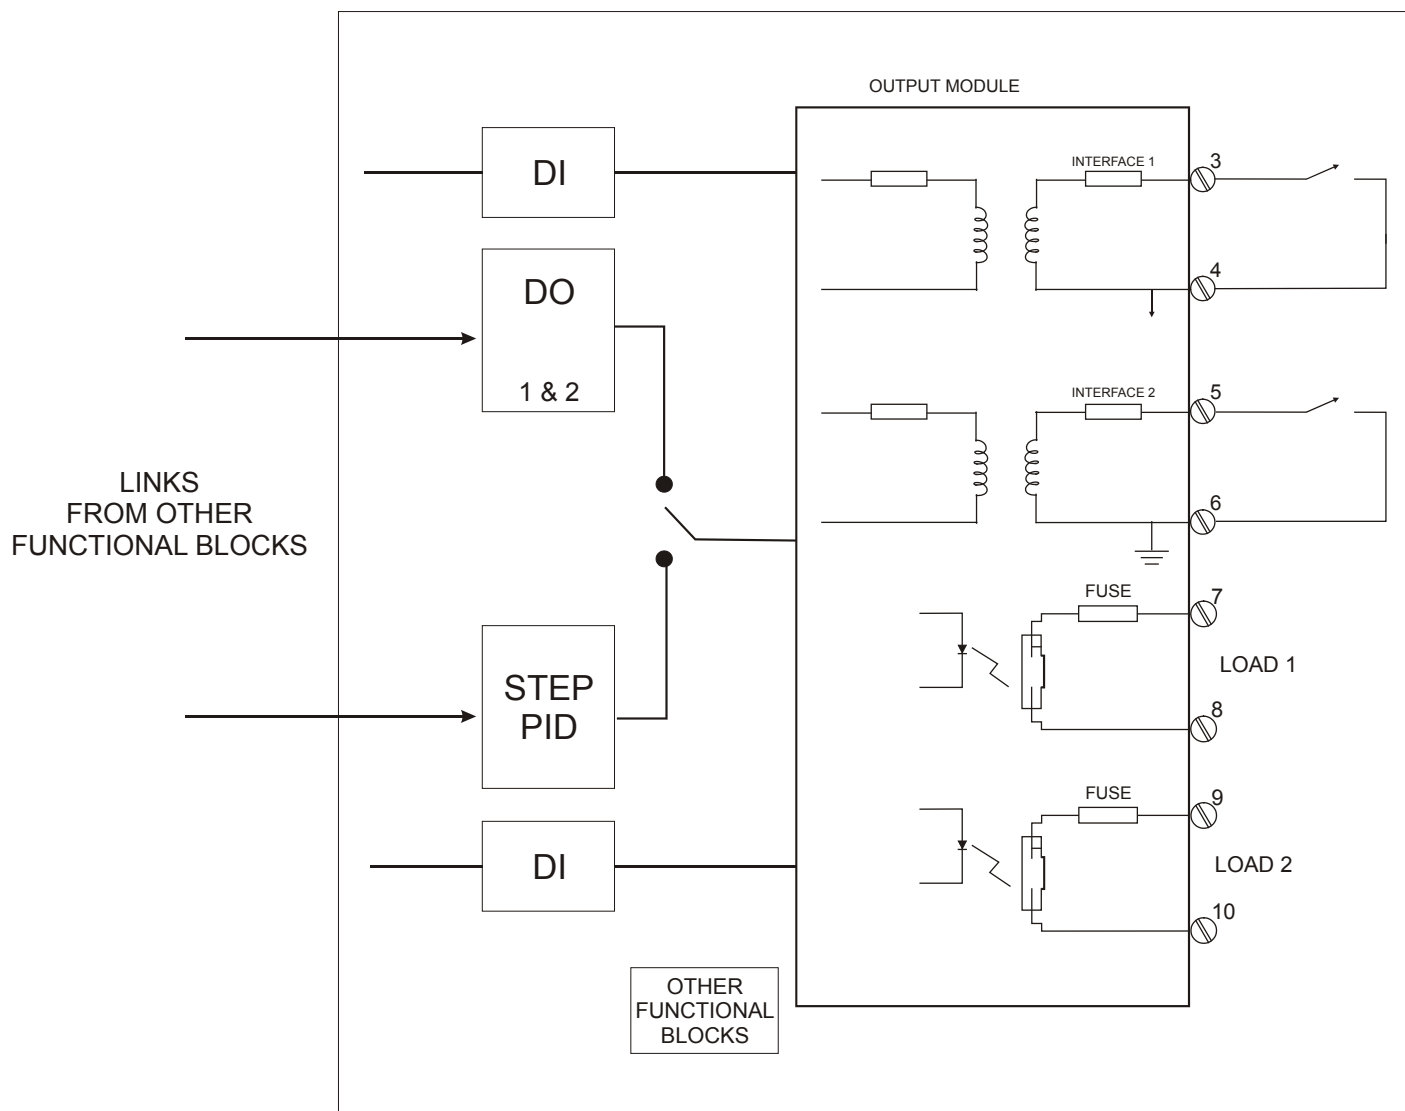 OUTPUT MODULE
DI
INTERFACE 1
3
4
DO
1 & 2
INTERFACE 2
5
6
LINKS
FROM OTHER
FUNCTIONAL BLOCKS
FUSE
7
LOAD 1
8
STEP
PID
FUSE
9
LOAD 2
10
DI
OTHER
FUNCTIONAL
BLOCKS